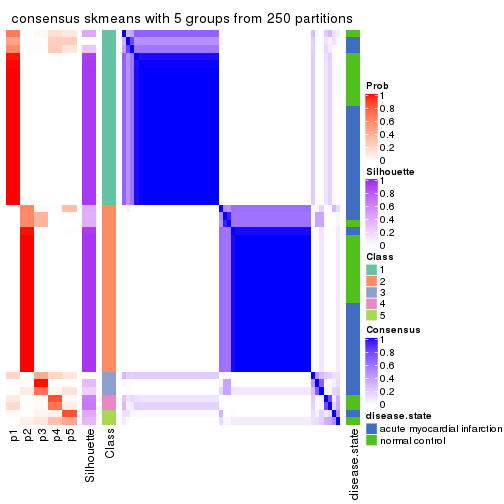 consensus skmeans with 5 groups from 250 partitions
Prob
1
0.8
0.6
0.4
0.2
0
Silhouette
1
0.8
0.6
0.4
0.2
0
Class
1
2
3
4
5
Consensus
1
0.8
0.6
0.4
0.2
0
disease.state
acute myocardial infarction
normal control
p1
p2
p3
p4
p5
Silhouette
Class
disease.state